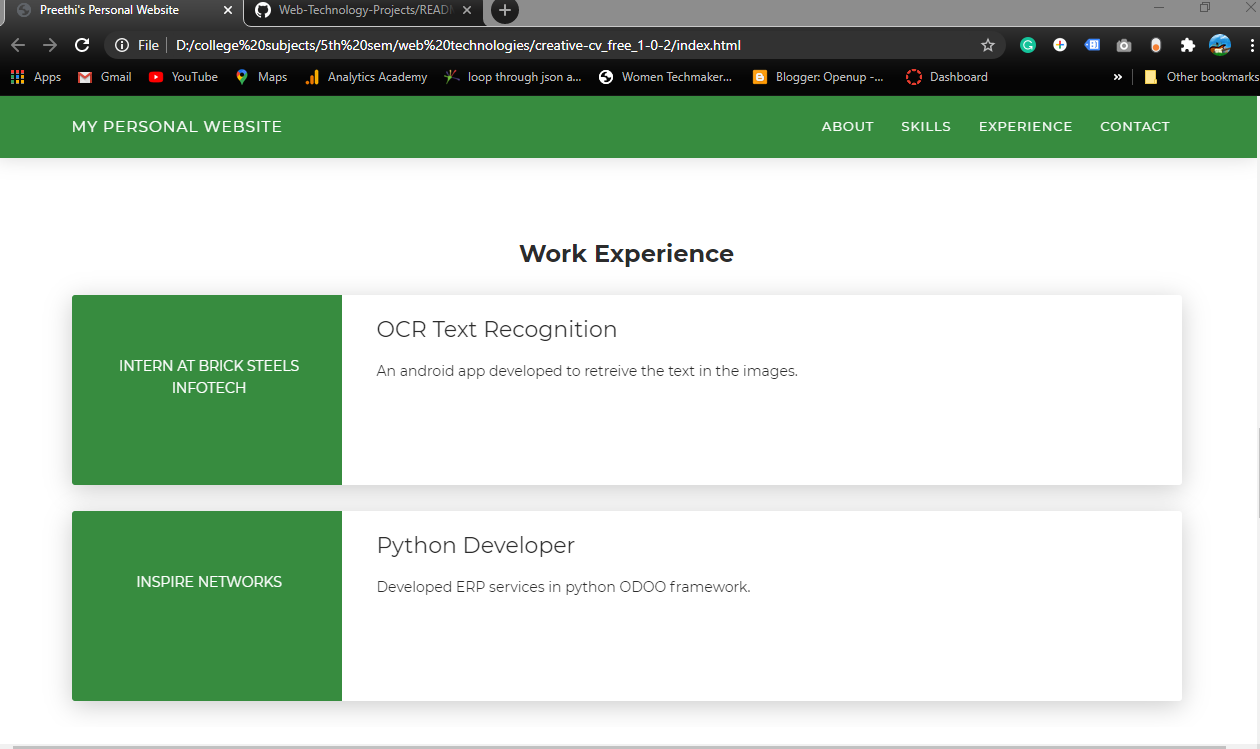 Preethi's Personal Website
Web-Technology-Projects/READM
File
D:/college%20subjects/5th%20sem/web%20technologies/creative-cv_free_1-0-2/index.html
Apps
Gmail
YouTube
Maps
Analytics Academy
loop through json a...
Women Techmaker...
Blogger: Openup -...
Dashboard
»
Other bookmarks
MY PERSONAL WEBSITE
ABOUT
SKILLS
EXPERIENCE
CONTACT
Work Experience
INTERN AT BRICK STEELS
INFOTECH
OCR Text Recognition
An android app developed to retreive the text in the images.
INSPIRE NETWORKS
Python Developer
Developed ERP services in python ODOO framework.